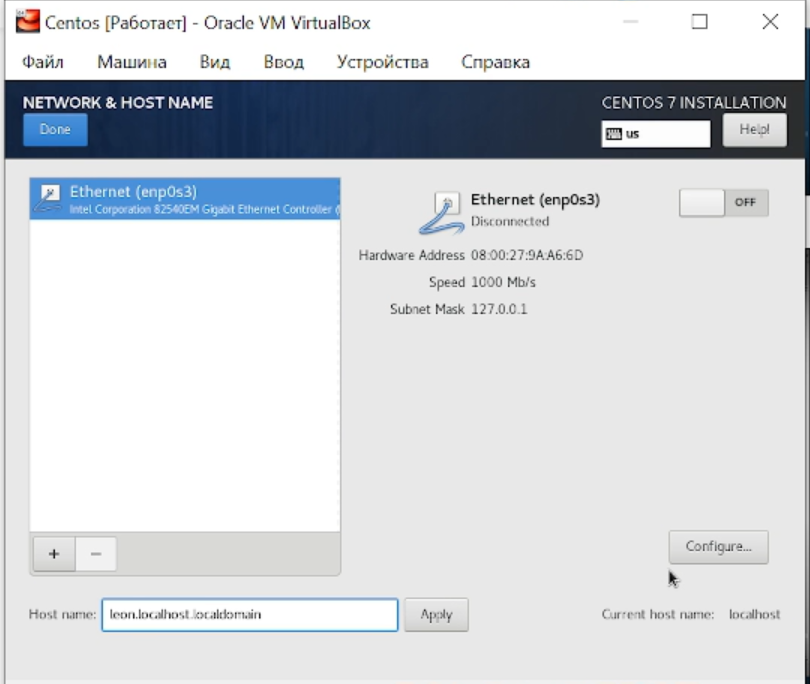 Centos [Работает] - Oracle VM VirtualBox
Файл Машина Вид Ввод Устройства Справка
NETWORK & HOST NAME
CENTOS 7 INSTALLATION
Done
us
Help!
Ethernet (enp0s3)
Intel Corporation 82540EM Gigabit Ethernet Controller (
Ethernet (enp0s3)
Disconnected
OFF
Hardware Address 08:00:27:9A:A6:6D
Speed 1000 Mb/s
Subnet Mask 127.0.0.1
+ −
Configure...
Host name: leon.localhost.localdomain Apply
Current host name: localhost